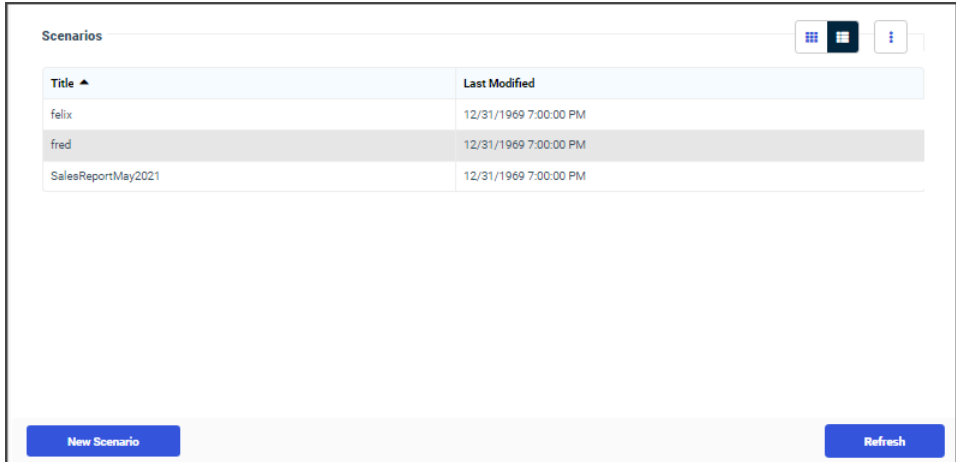 Scenarios
Title Last Modified
felix 12/31/1969 7:00:00 PM
fred 12/31/1969 7:00:00 PM
SalesReportMay2021 12/31/1969 7:00:00 PM
New Scenario Refresh